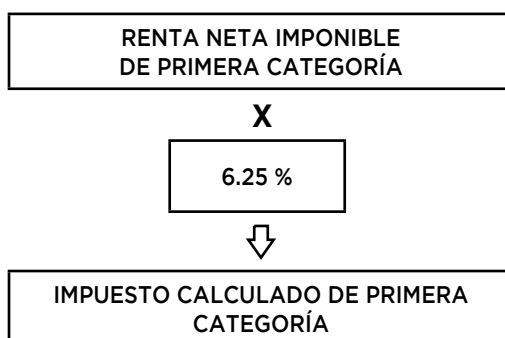 RENTA NETA IMPONIBLE
DE PRIMERA CATEGORÍA
X
6.25 %
IMPUESTO CALCULADO DE PRIMERA
CATEGORÍA